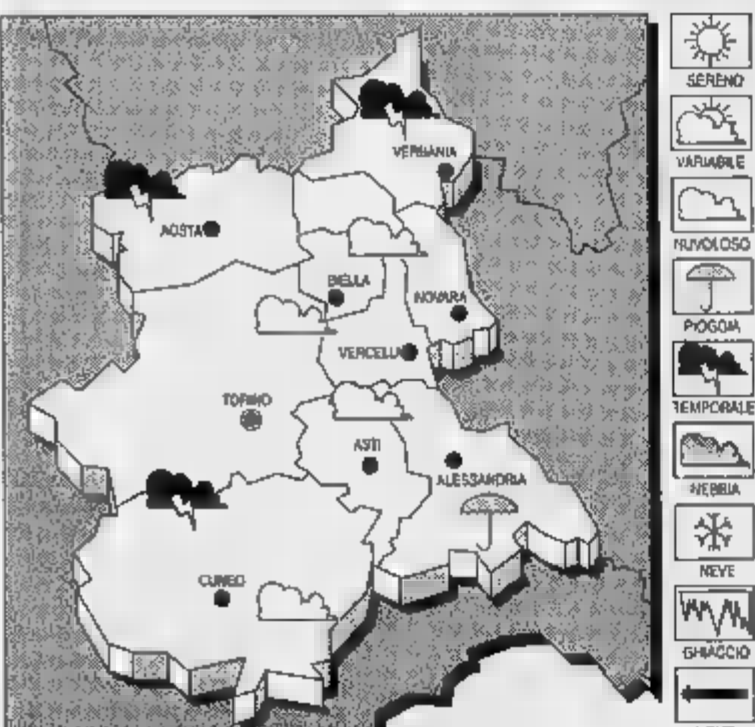 VERBANIA
AOSTA
BIELLA
NOVARA
VERCELLI
TORINO
ASTI
ALESSANDRIA
CUNEO
SERENO
VARIABILE
NUVOLOSO
PIOGGIA
TEMPORALE
NEBBIA
NEVE
GHIACCIO